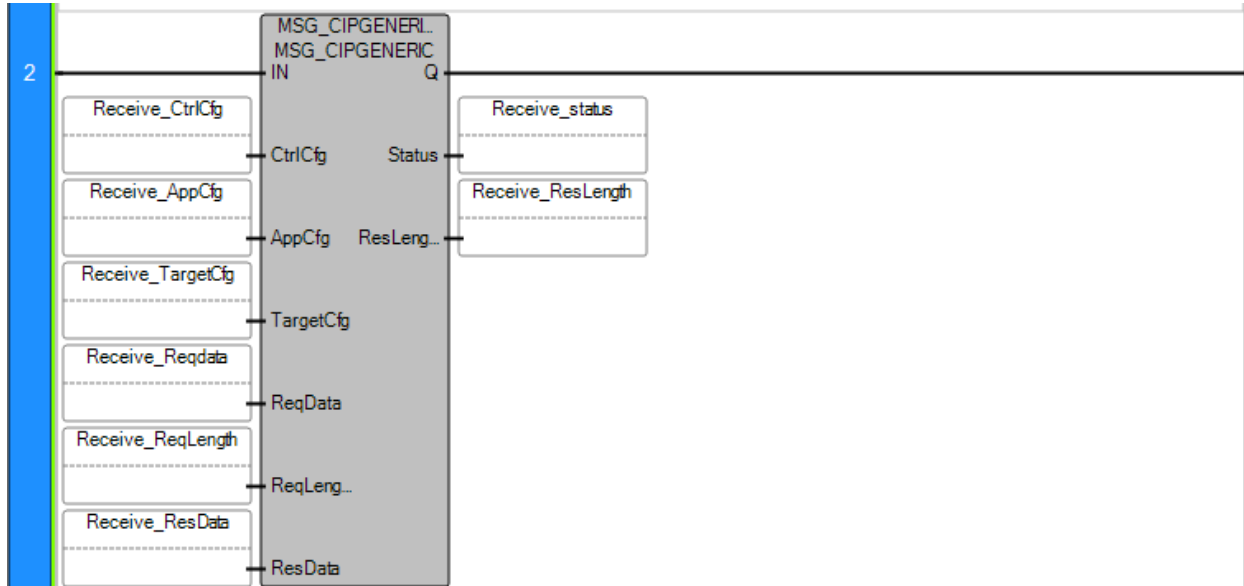 MSG_CIPGENERI...
MSG_CIPGENERIC
2
IN Q
Receive_CtrlCfg
Receive_status
CtrlCfg Status
Receive_AppCfg
Receive_ResLength
AppCfg ResLeng...
Receive_TargetCfg
TargetCfg
Receive_Reqdata
ReqData
Receive_ReqLength
ReqLeng...
Receive_ResData
ResData